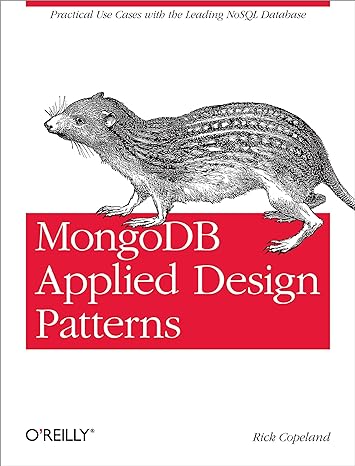 Practical Use Cases with the Leading NoSQL Database
MongoDB
Applied Design
Patterns
O'REILLY®
Rick Copeland